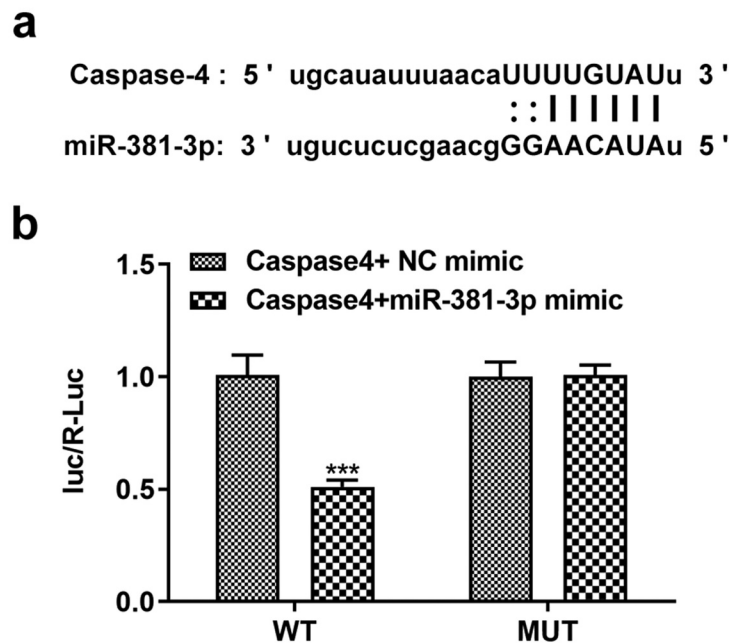 a
Caspase-4 : 5 ' ugcauauuuaacaUUUUGUAUu 3 '
: : | | | | | |
miR-381-3p: 3 ' ugucucucgaacgGGAACAUAu 5 '
b
1.5
Caspase4+ NC mimic
Caspase4+miR-381-3p mimic
1.0
luc/R-Luc
***
0.5
0.0
WT MUT